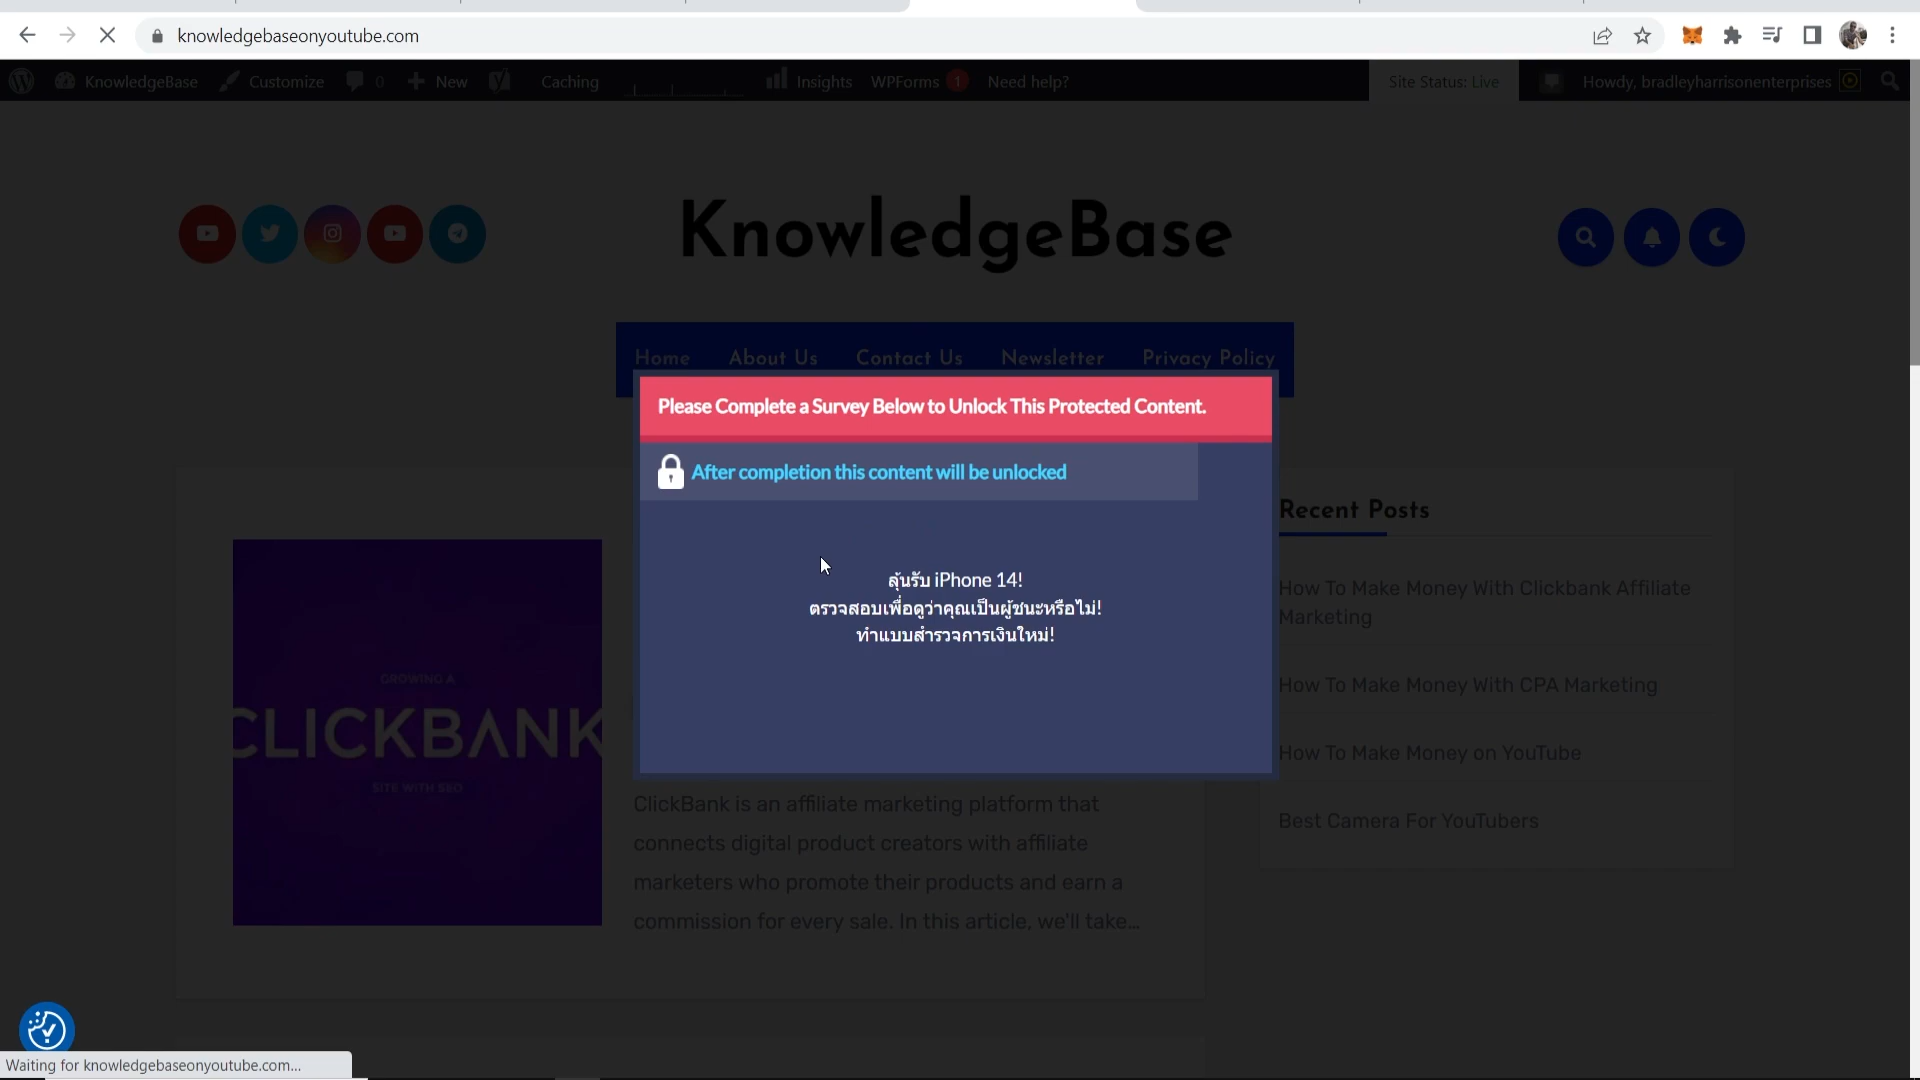 knowledgebaseonyoutube.com
KnowledgeBase
Customize
0
New
Caching
Insights
WPForms 1
Need help?
Site Status: Live
Howdy, bradleyharrisonenterprises
KnowledgeBase
Home
About Us
Contact Us
Newsletter
Privacy Policy
Please Complete a Survey Below to Unlock This Protected Content.
After completion this content will be unlocked
ลุ้นรับ iPhone 14!
ตรวจสอบเพื่อดูว่าคุณเป็นผู้ชนะหรือไม่!
ทำแบบสำรวจการเงินใหม่!
GROWING A
CLICKBANK
SITE WITH SEO
ClickBank is an affiliate marketing platform that
connects digital product creators with affiliate
marketers who promote their products and earn a
commission for every sale. In this article, we'll take...
Recent Posts
How To Make Money With Clickbank Affiliate
Marketing
How To Make Money With CPA Marketing
How To Make Money on YouTube
Best Camera For YouTubers
Waiting for knowledgebaseonyoutube.com...